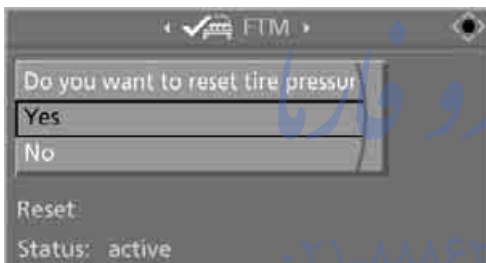 FTM
Do you want to reset tire pressur
Yes
No
Reset
Status: active